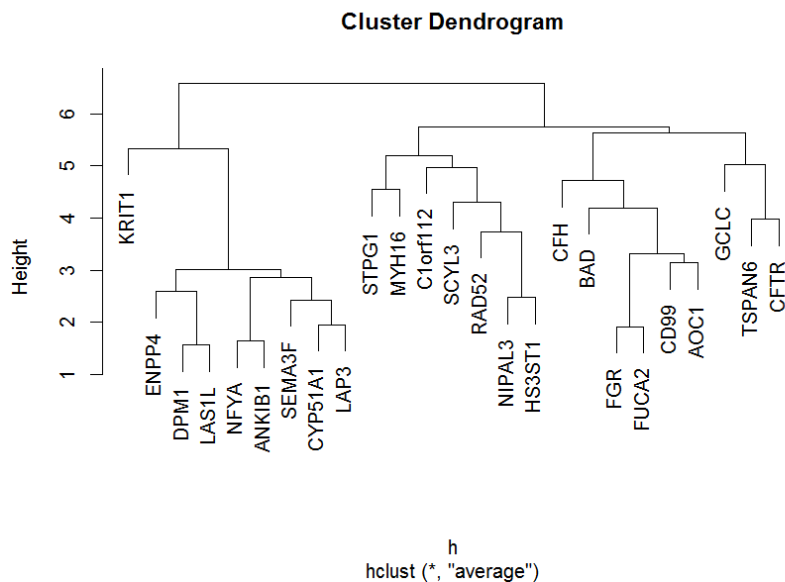 Cluster Dendrogram
Height
6
5
4
3
2
1
KRIT1
ENPP4
DPM1
LAS1L
NFYA
ANKIB1
SEMA3F
CYP51A1
LAP3
STPG1
MYH16
C1orf112
SCYL3
RAD52
NIPAL3
HS3ST1
CFH
BAD
FGR
FUCA2
CD99
AOC1
GCLC
TSPAN6
CFTR
h
hclust (*, "average")